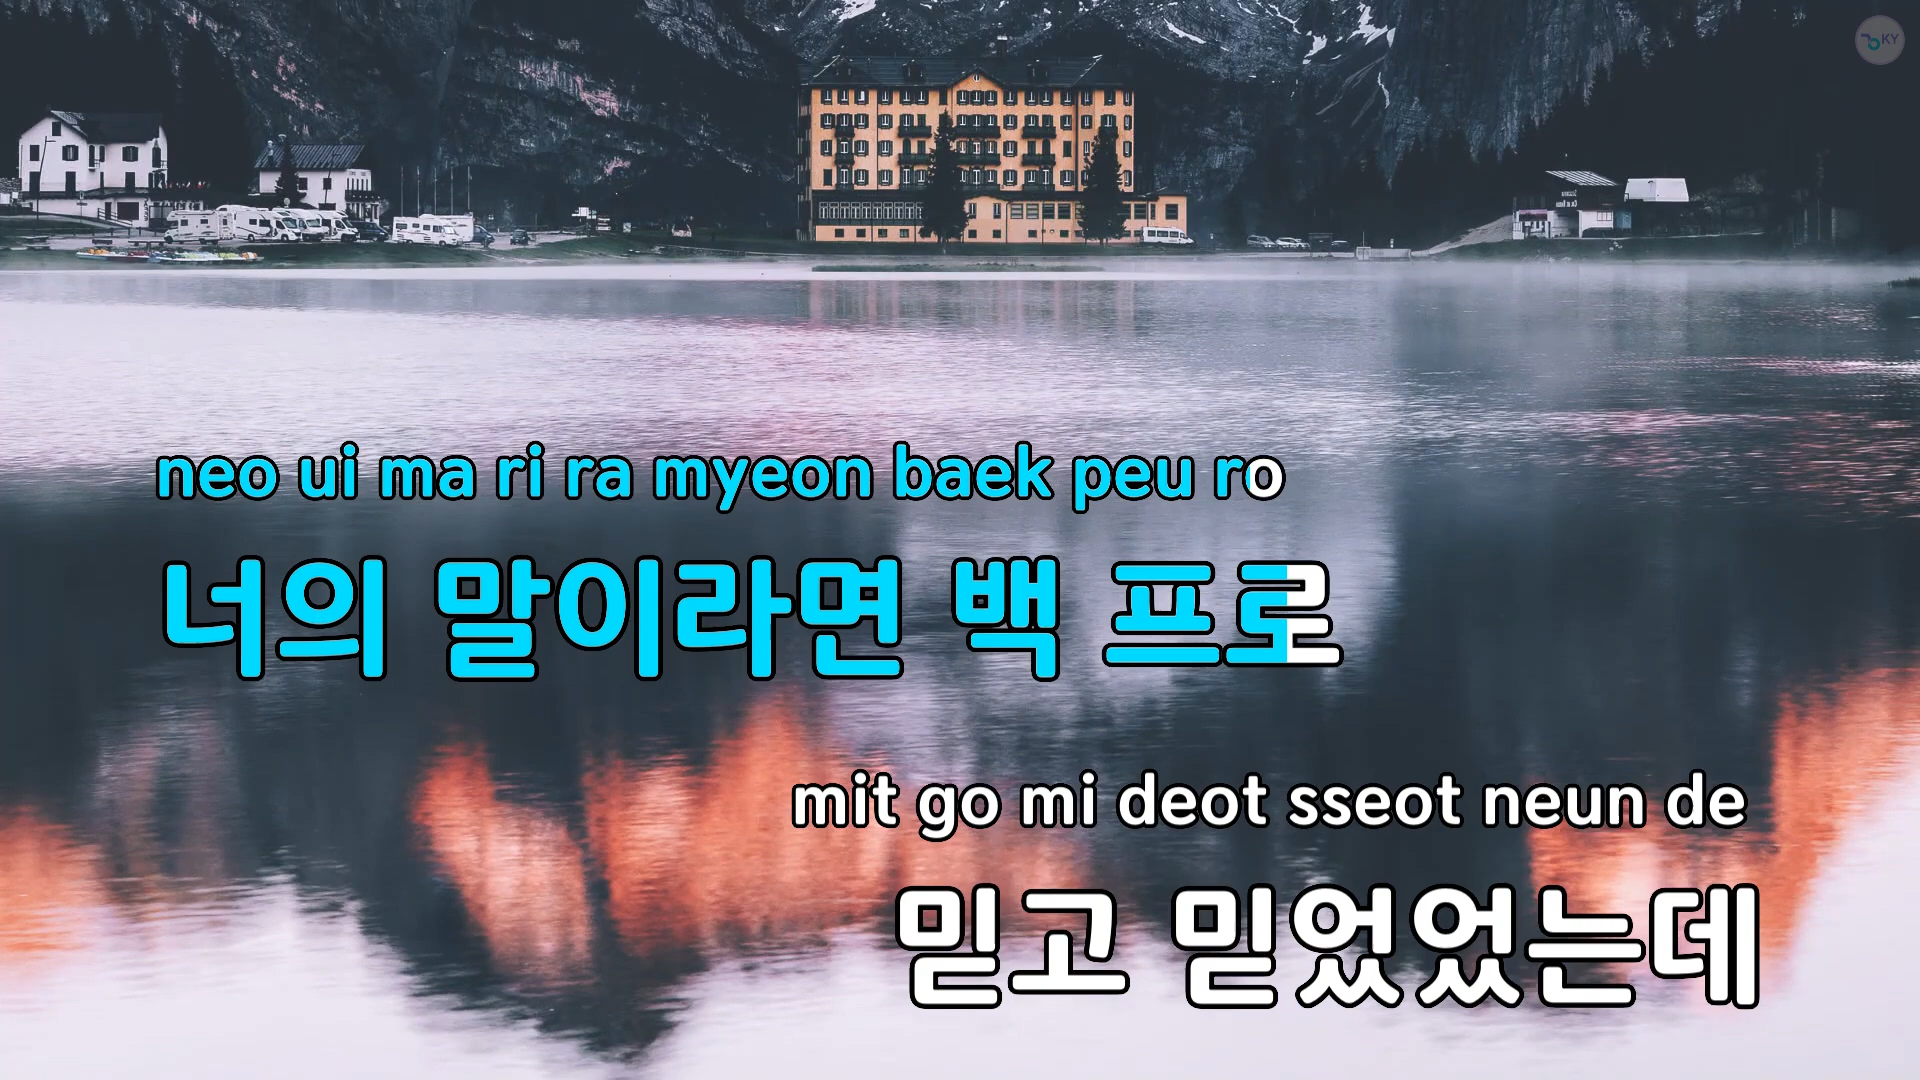 KY
neo ui ma ri ra myeon baek peu ro
너의 말이라면 백 프로
mit go mi deot sseot neun de
믿고 믿었었는데